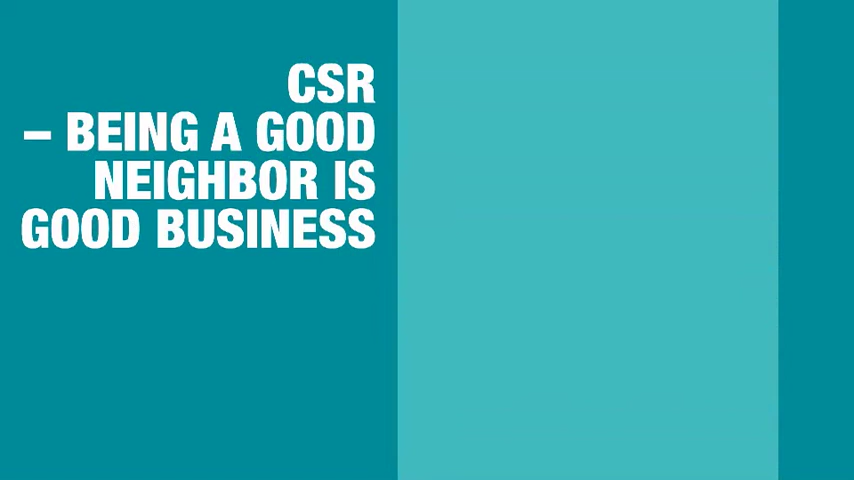 CSR
– BEING A GOOD
NEIGHBOR IS
GOOD BUSINESS